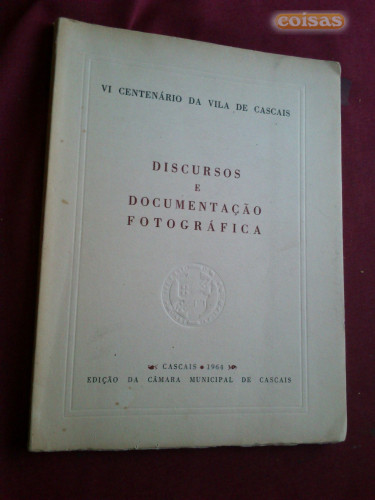 coisas
VI CENTENÁRIO DA VILA DE CASCAIS
DISCURSOS
E
DOCUMENTAÇÃO
FOTOGRÁFICA
CASCAIS • 1964
EDIÇÃO DA CÂMARA MUNICIPAL DE CASCAIS